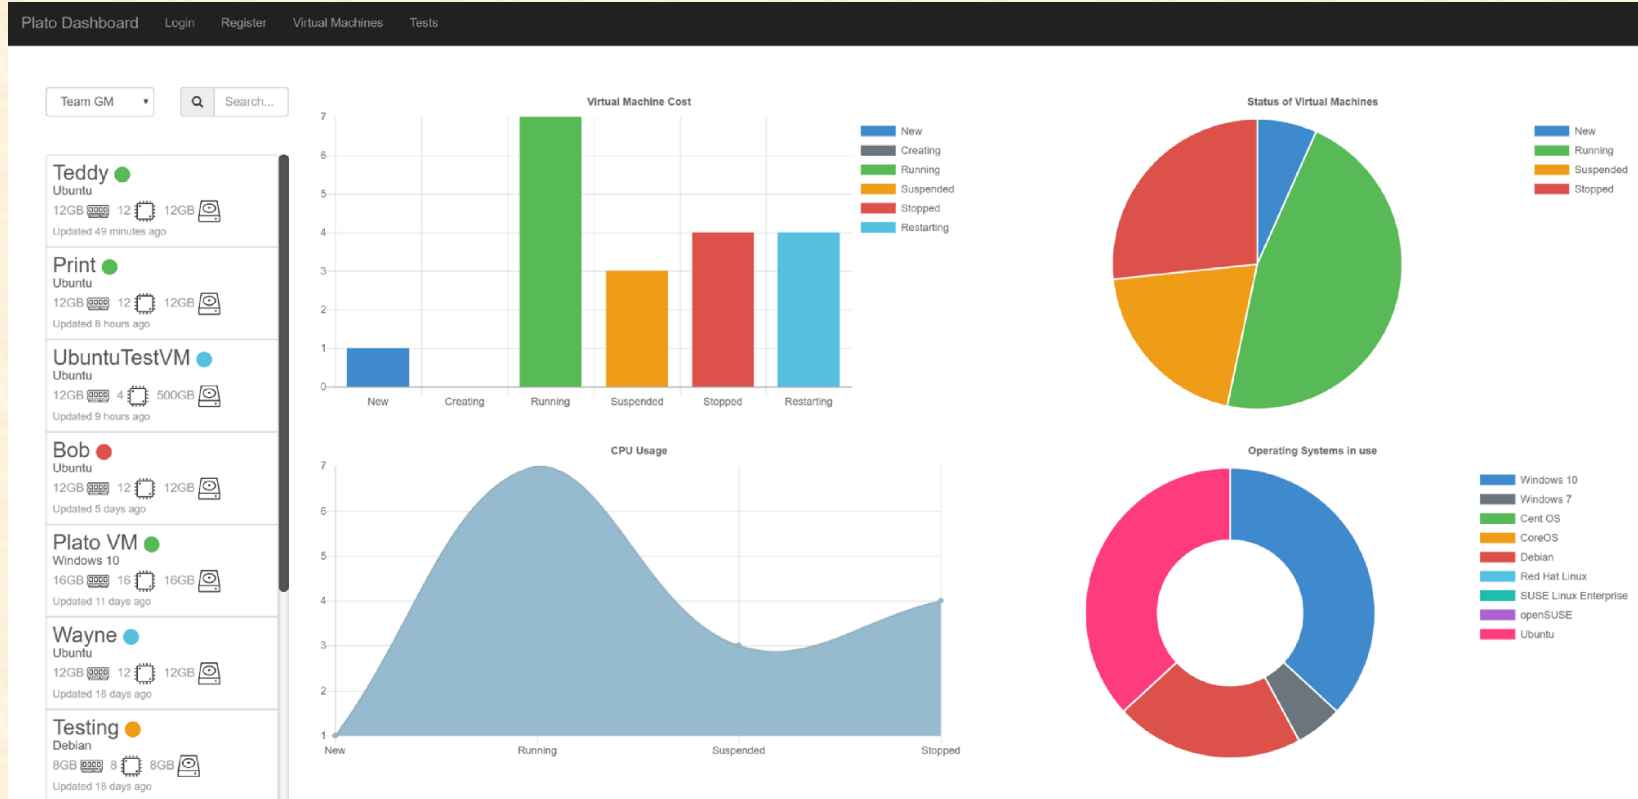 Plato Dashboard Login Register Virtual Machines Tests
Team GM
Search...
Teddy
Ubuntu
12GB 12 12GB
Updated 49 minutes ago
Print
Ubuntu
12GB 12 12GB
Updated 8 hours ago
UbuntuTestVM
Ubuntu
12GB 4 500GB
Updated 9 hours ago
Bob
Ubuntu
12GB 12 12GB
Updated 5 days ago
Plato VM
Windows 10
16GB 16 16GB
Updated 11 days ago
Wayne
Ubuntu
12GB 12 12GB
Updated 18 days ago
Testing
Debian
8GB 8 8GB
Updated 18 days ago
Virtual Machine Cost
7
6
5
4
3
2
1
0
New Creating Running Suspended Stopped Restarting
New
Creating
Running
Suspended
Stopped
Restarting
Status of Virtual Machines
New
Running
Suspended
Stopped
CPU Usage
7
6
5
4
3
2
1
New Running Suspended Stopped
Operating Systems in use
Windows 10
Windows 7
Cent OS
CoreOS
Debian
Red Hat Linux
SUSE Linux Enterprise
openSUSE
Ubuntu